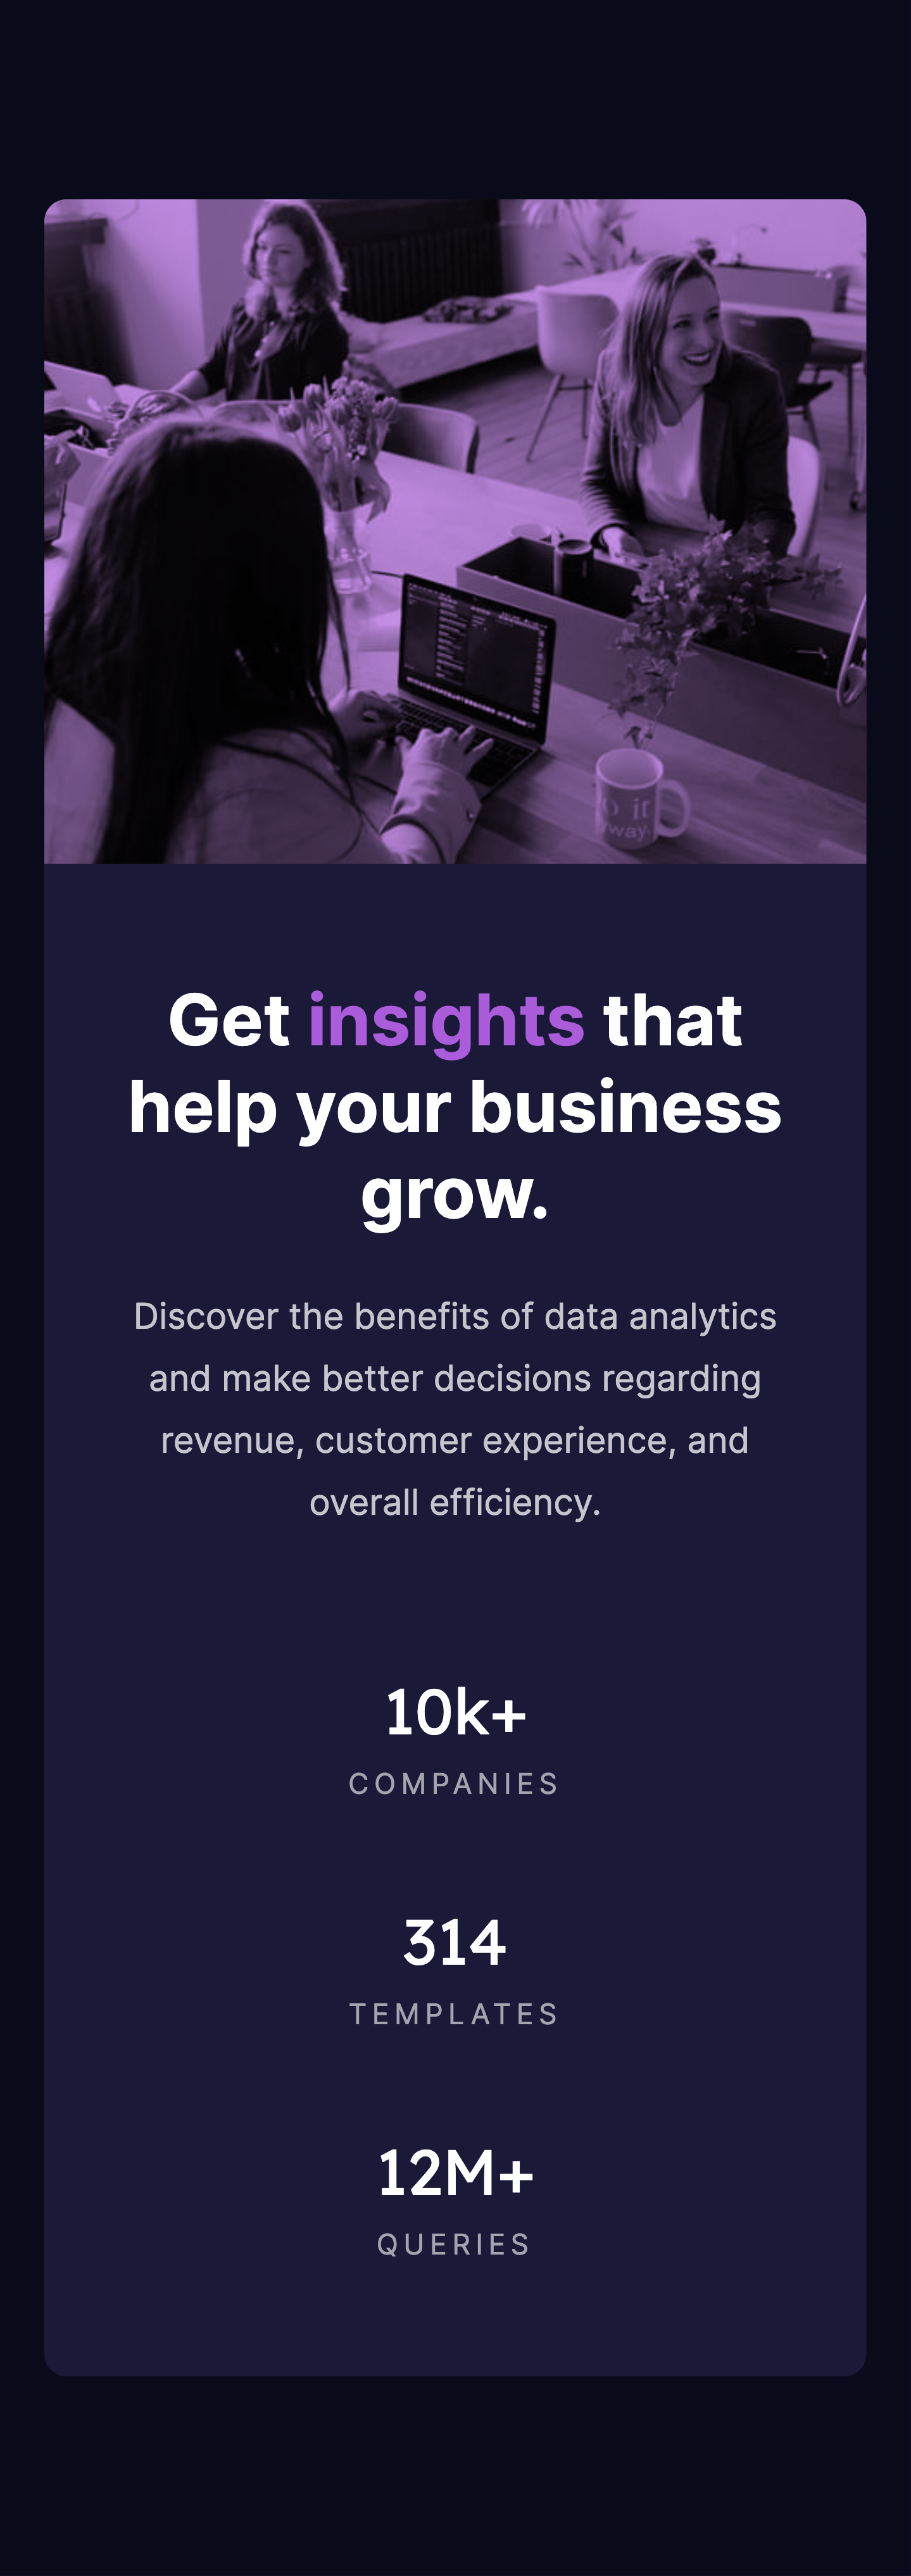 Get insights that
help your business
grow.
Discover the benefits of data analytics
and make better decisions regarding
revenue, customer experience, and
overall efficiency.
10k+
COMPANIES
314
TEMPLATES
12M+
QUERIES